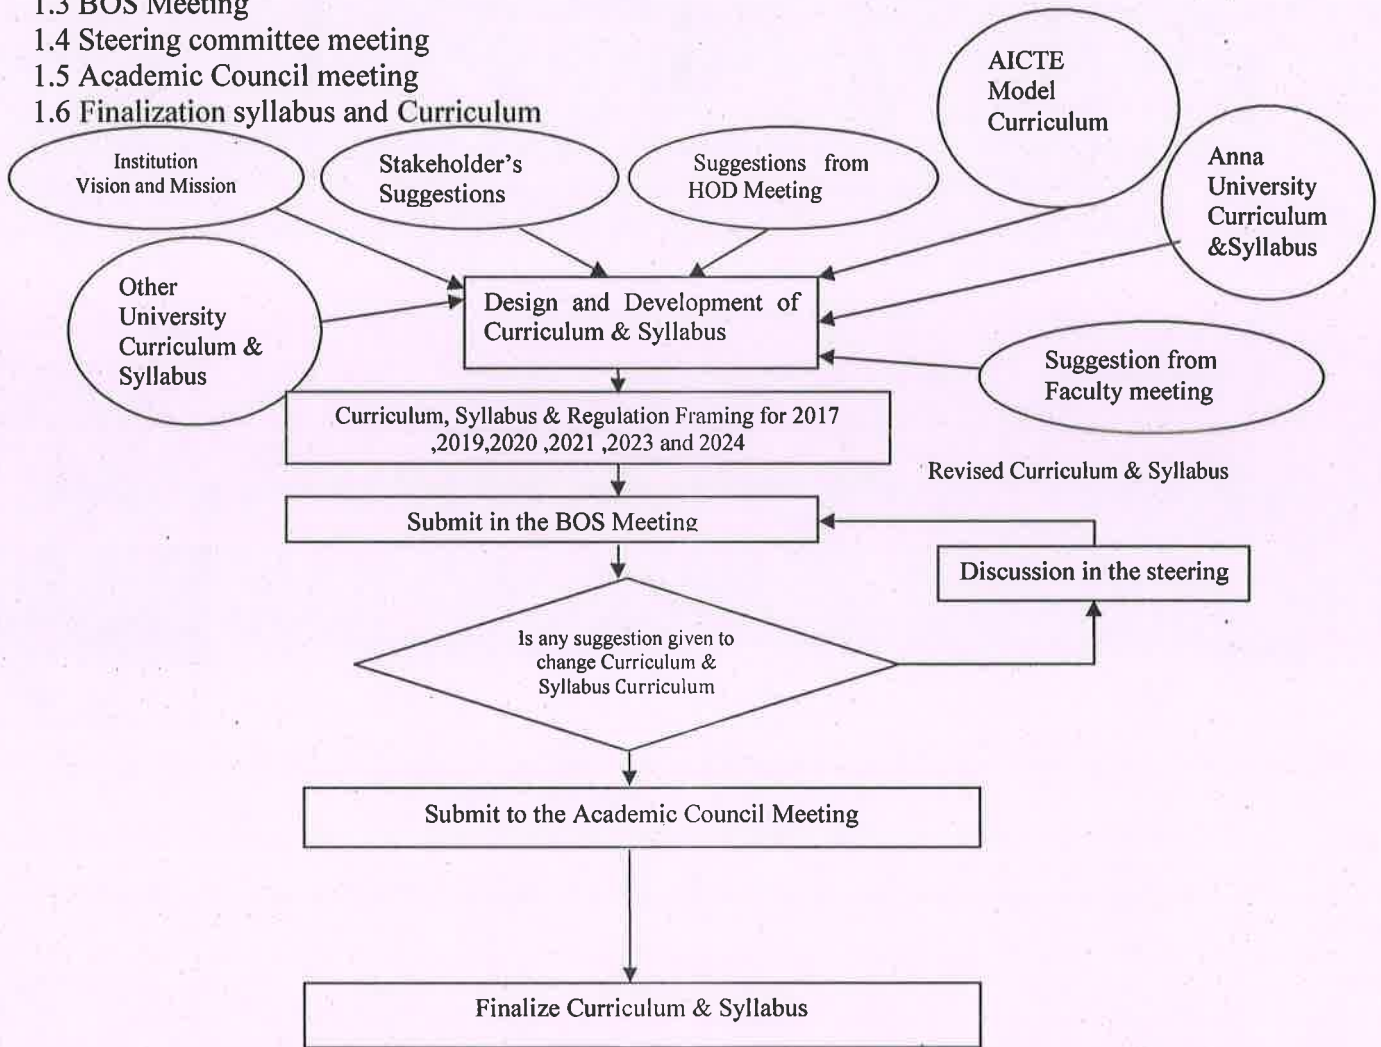 1.3 BOS Meeting
1.4 Steering committee meeting
1.5 Academic Council meeting
1.6 Finalization syllabus and Curriculum
AICTE
Model
Curriculum
Institution
Vision and Mission
Stakeholder's
Suggestions
Suggestions from
HOD Meeting
Anna
University
Curriculum
&Syllabus
Other
University
Curriculum &
Syllabus
Design and Development of
Curriculum & Syllabus
Suggestion from
Faculty meeting
Curriculum, Syllabus & Regulation Framing for 2017
,2019,2020 ,2021 ,2023 and 2024
Revised Curriculum & Syllabus
Submit in the BOS Meeting
Discussion in the steering
Is any suggestion given to
change Curriculum &
Syllabus Curriculum
Submit to the Academic Council Meeting
Finalize Curriculum & Syllabus